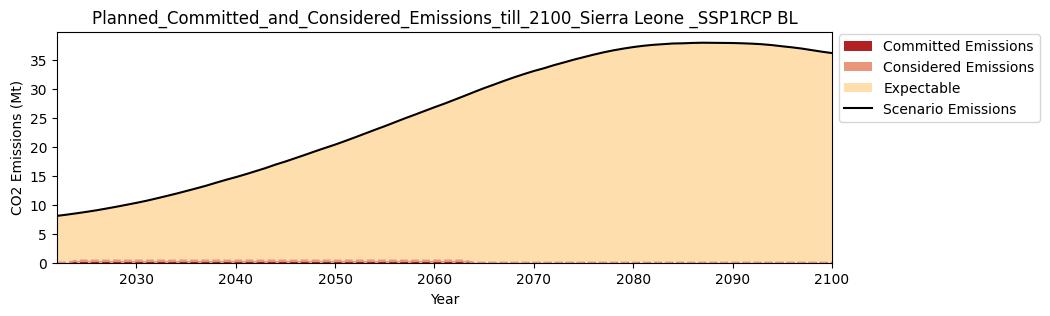 Planned_Committed_and_Considered_Emissions_till_2100_Sierra Leone _SSP1RCP BL
Committed Emissions
Considered Emissions
Expectable
Scenario Emissions
CO2 Emissions (Mt)
35
30
25
20
15
10
5
0
2030 2040 2050 2060 2070 2080 2090 2100
Year